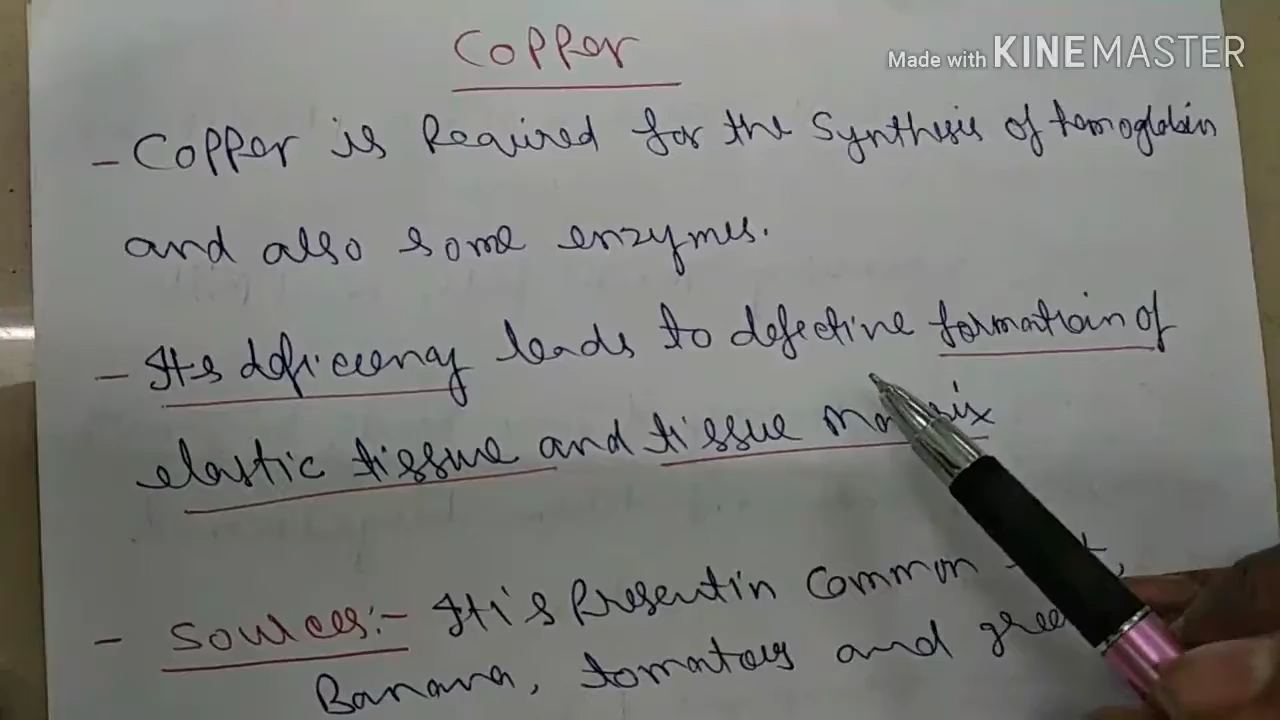 Copper
Made with KINEMASTER
- Copper is Required for the Synthesis of hemoglobin
and also some enzymes.
- Its deficiency leads to defective formation of
elastic tissue and tissue
- Sources:- It is Present in Common
Banana, tomatoes and